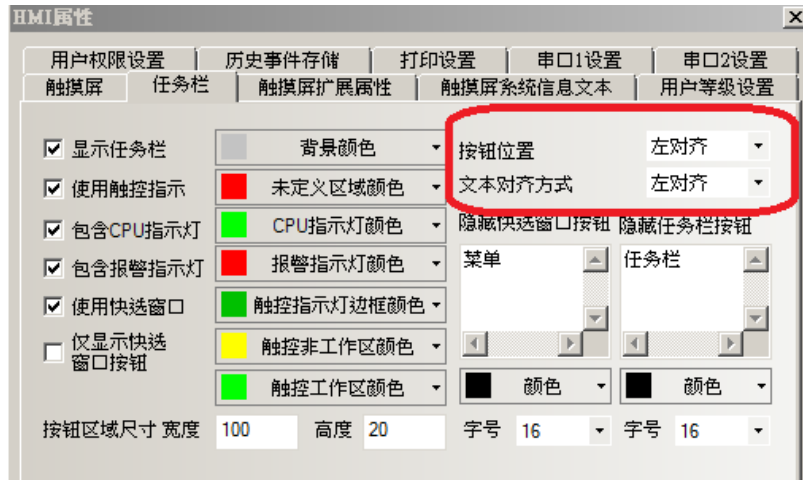 HMI属性
用户权限设置 历史事件存储 打印设置 串口1设置 串口2设置
触摸屏 任务栏 触摸屏扩展属性 触摸屏系统信息文本 用户等级设置
显示任务栏 背景颜色 按钮位置 左对齐
使用触控指示 未定义区域颜色 文本对齐方式 左对齐
包含CPU指示灯 CPU指示灯颜色 隐藏快选窗口按钮 隐藏任务栏按钮
包含报警指示灯 报警指示灯颜色 菜单 任务栏
使用快选窗口 触控指示灯边框颜色
仅显示快选
窗口按钮 触控非工作区颜色
触控工作区颜色 颜色 颜色
按钮区域尺寸 宽度 100 高度 20 字号 16 字号 16